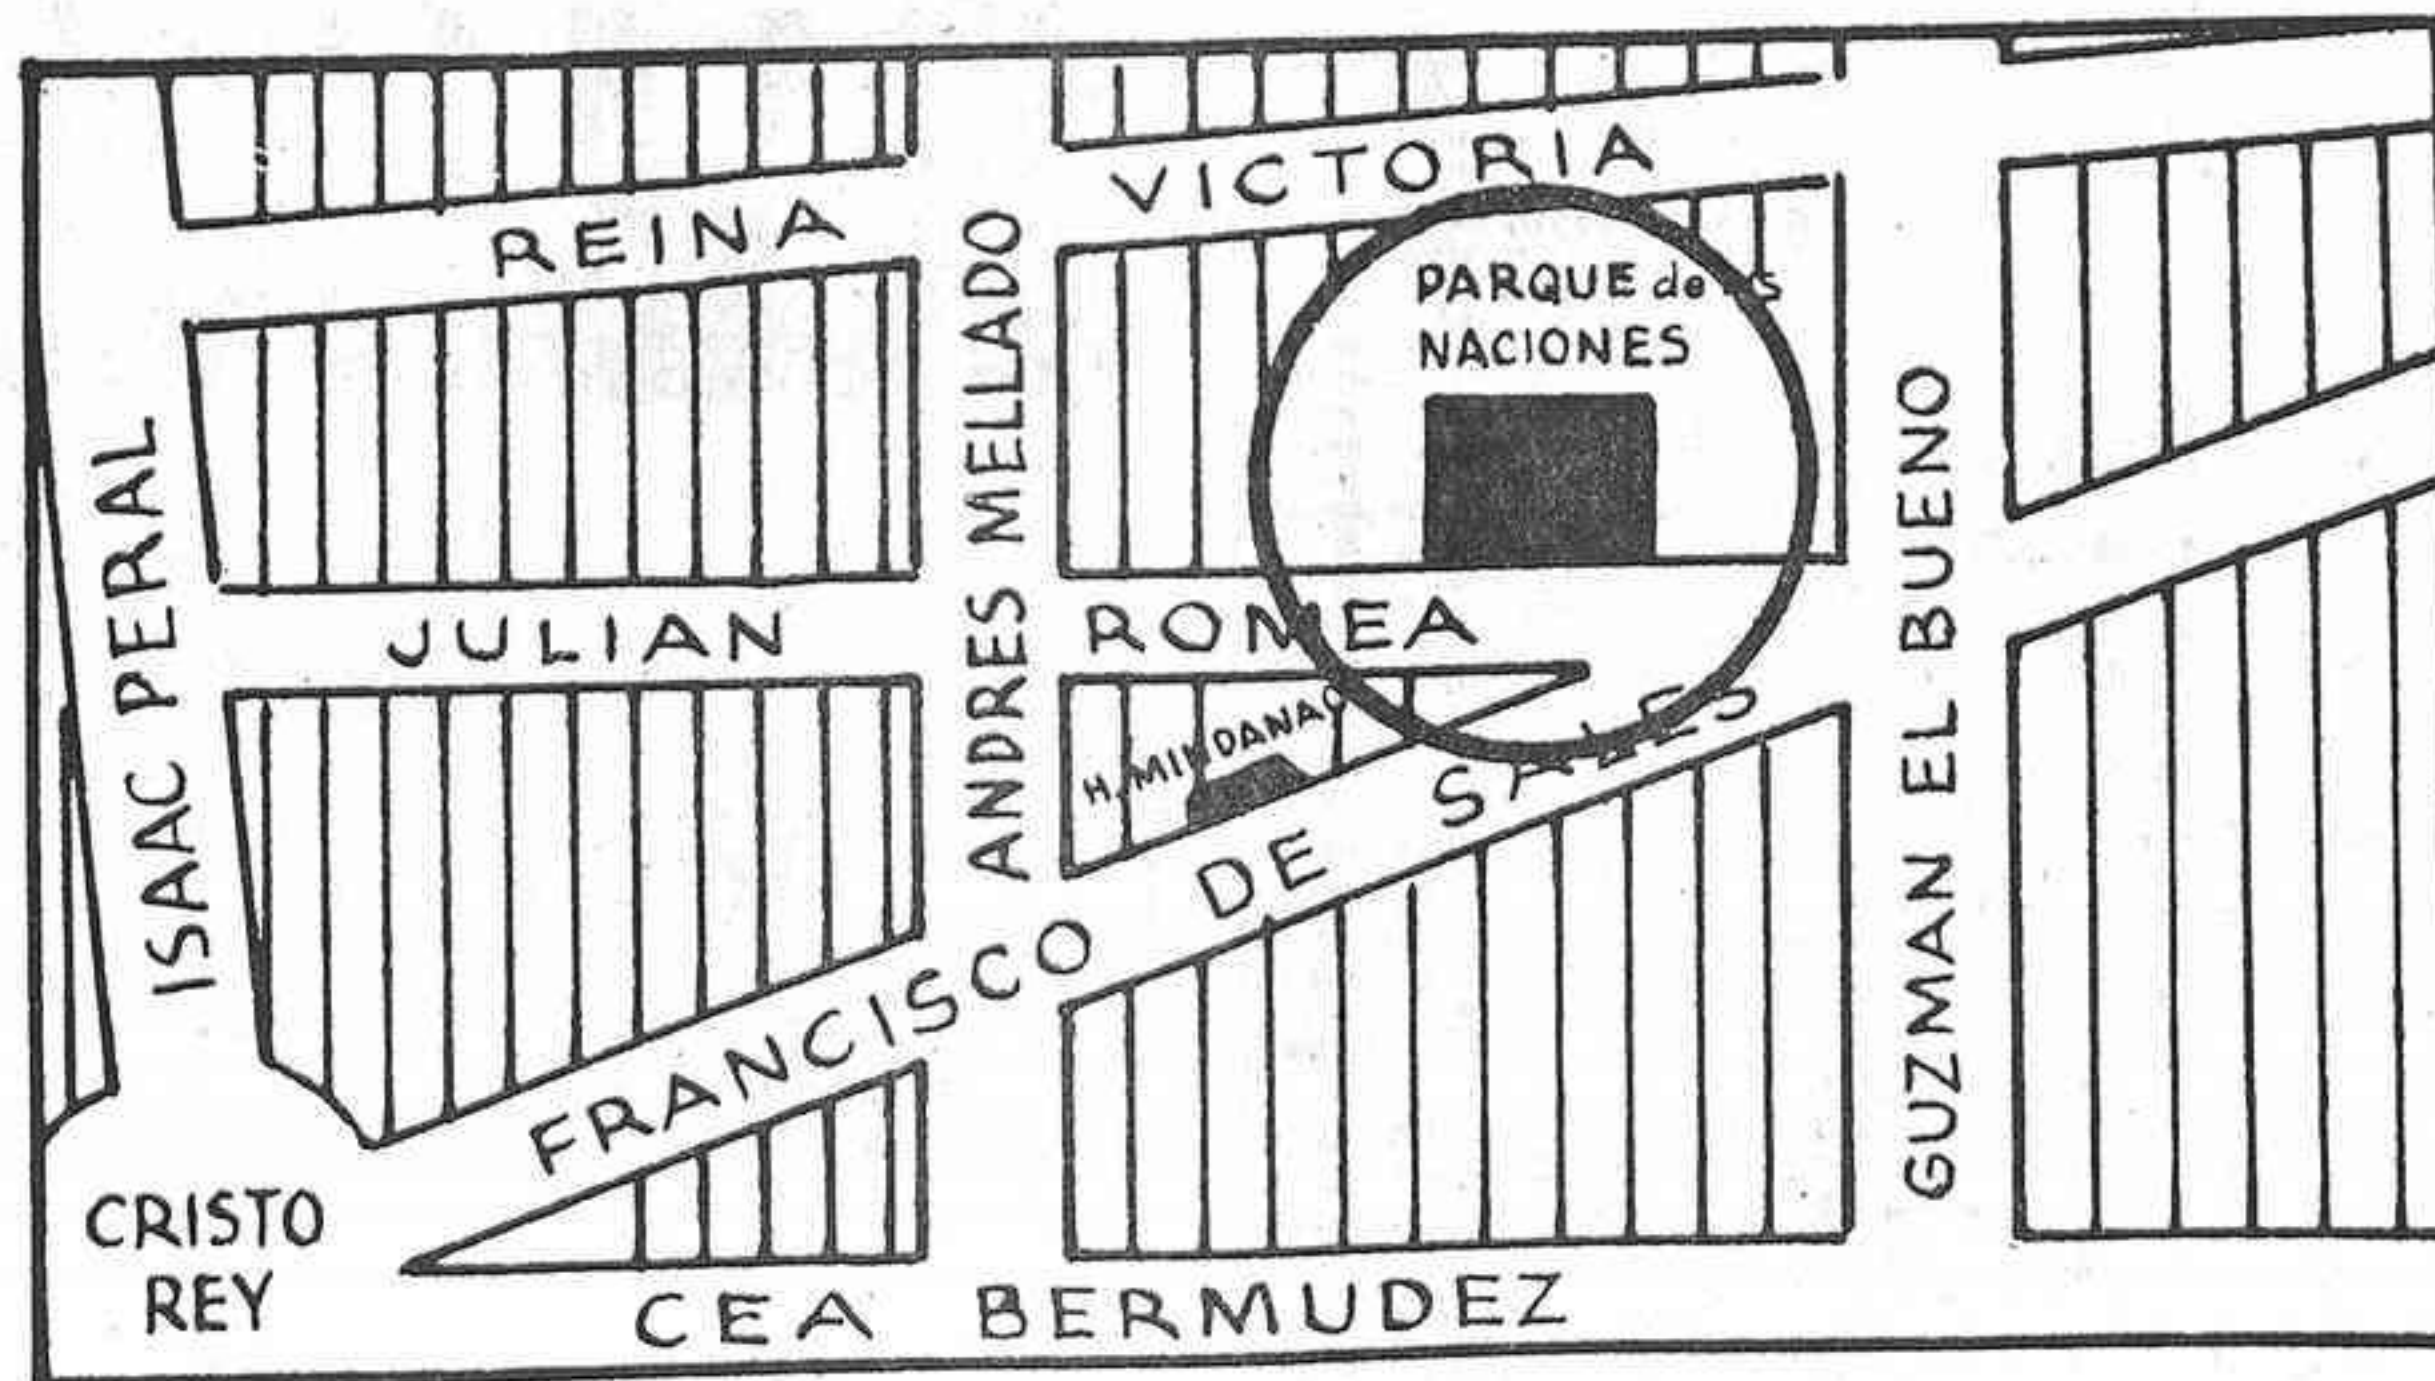 REINA VICTORIA
PARQUE de
NACIONES
ISAAC PERAL
ANDRES MELLADO
GUZMAN EL BUENO
JULIAN ROMEA
H. MINDANAO
FRANCISCO DE SALES
CRISTO
REY
CEA BERMUDEZ